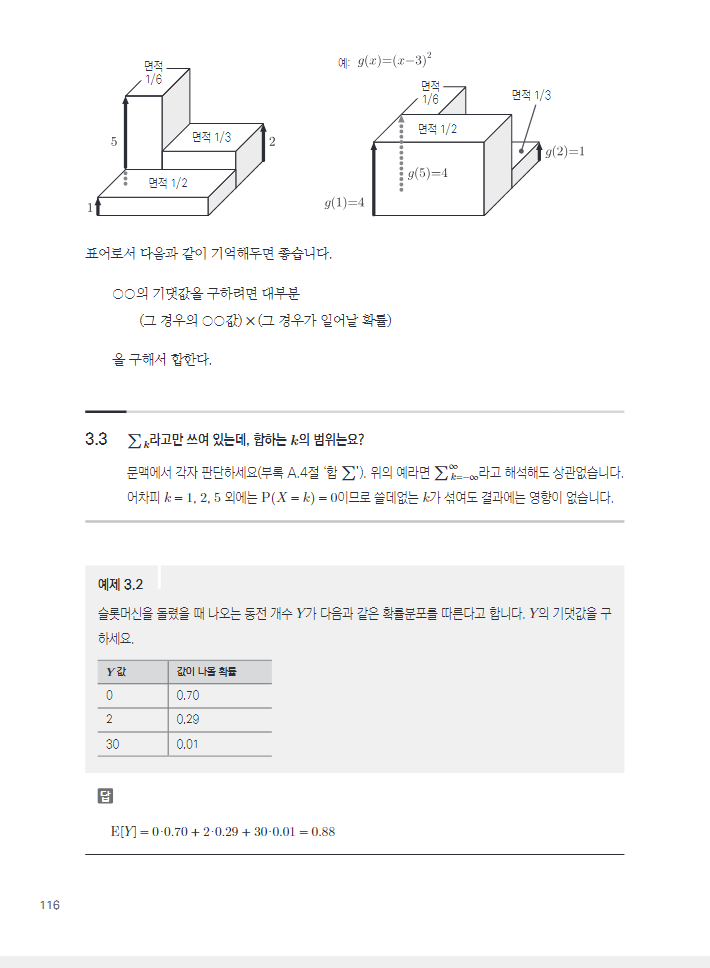 면적
1/6
5
면적 1/3
2
면적 1/2
1
예: g(x)=(x−3)²
면적
1/6
면적 1/3
면적 1/2
g(2)=1
g(5)=4
g(1)=4
표어로서 다음과 같이 기억해두면 좋습니다.
○○의 기댓값을 구하려면 대부분
(그 경우의 ○○값) × (그 경우가 일어날 확률)
을 구해서 합한다.
3.3 ∑ₖ라고만 쓰여 있는데, 합하는 k의 범위는요?
문맥에서 각자 판단하세요(부록 A.4절 ‘합 ∑’). 위의 예라면 ∑_{k=−∞}^{∞}라고 해석해도 상관없습니다.
어차피 k = 1, 2, 5 외에는 P(X = k) = 0이므로 쓸데없는 k가 섞여도 결과에는 영향이 없습니다.
예제 3.2
슬롯머신을 돌렸을 때 나오는 동전 개수 Y가 다음과 같은 확률분포를 따른다고 합니다. Y의 기댓값을 구
하세요.
Y 값 값이 나올 확률
0 0.70
2 0.29
30 0.01
답
E[Y] = 0·0.70 + 2·0.29 + 30·0.01 = 0.88
116